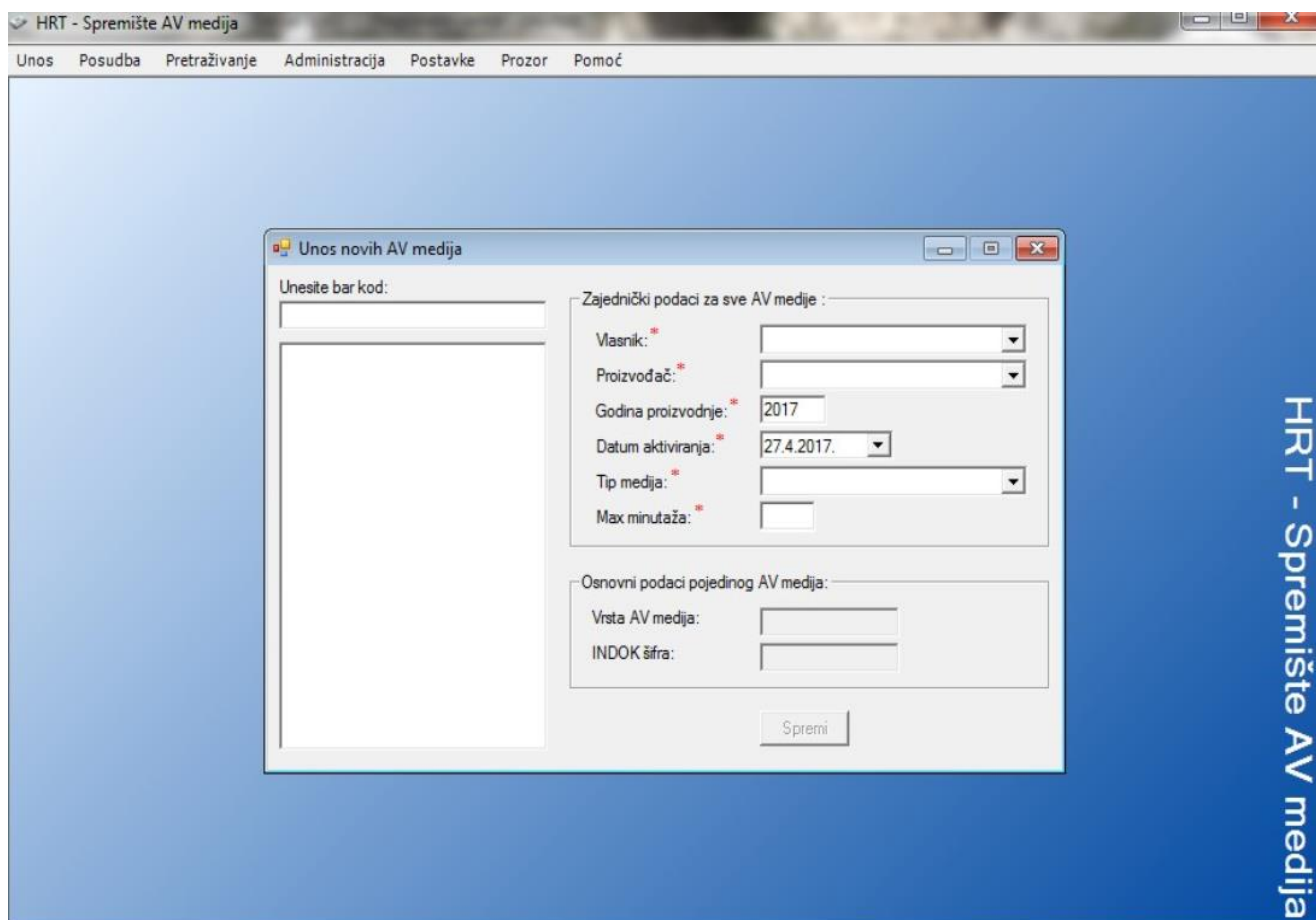 HRT - Spremište AV medija
Unos Posudba Pretraživanje Administracija Postavke Prozor Pomoć
Unos novih AV medija
Unesite bar kod:
Zajednički podaci za sve AV medije :
Vlasnik:*
Proizvođač:*
Godina proizvodnje:* 2017
Datum aktiviranja:* 27.4.2017.
Tip medija:*
Max minutaža:*
Osnovni podaci pojedinog AV medija:
Vrsta AV medija:
INDOK šifra:
Spremi
HRT - Spremište AV medija